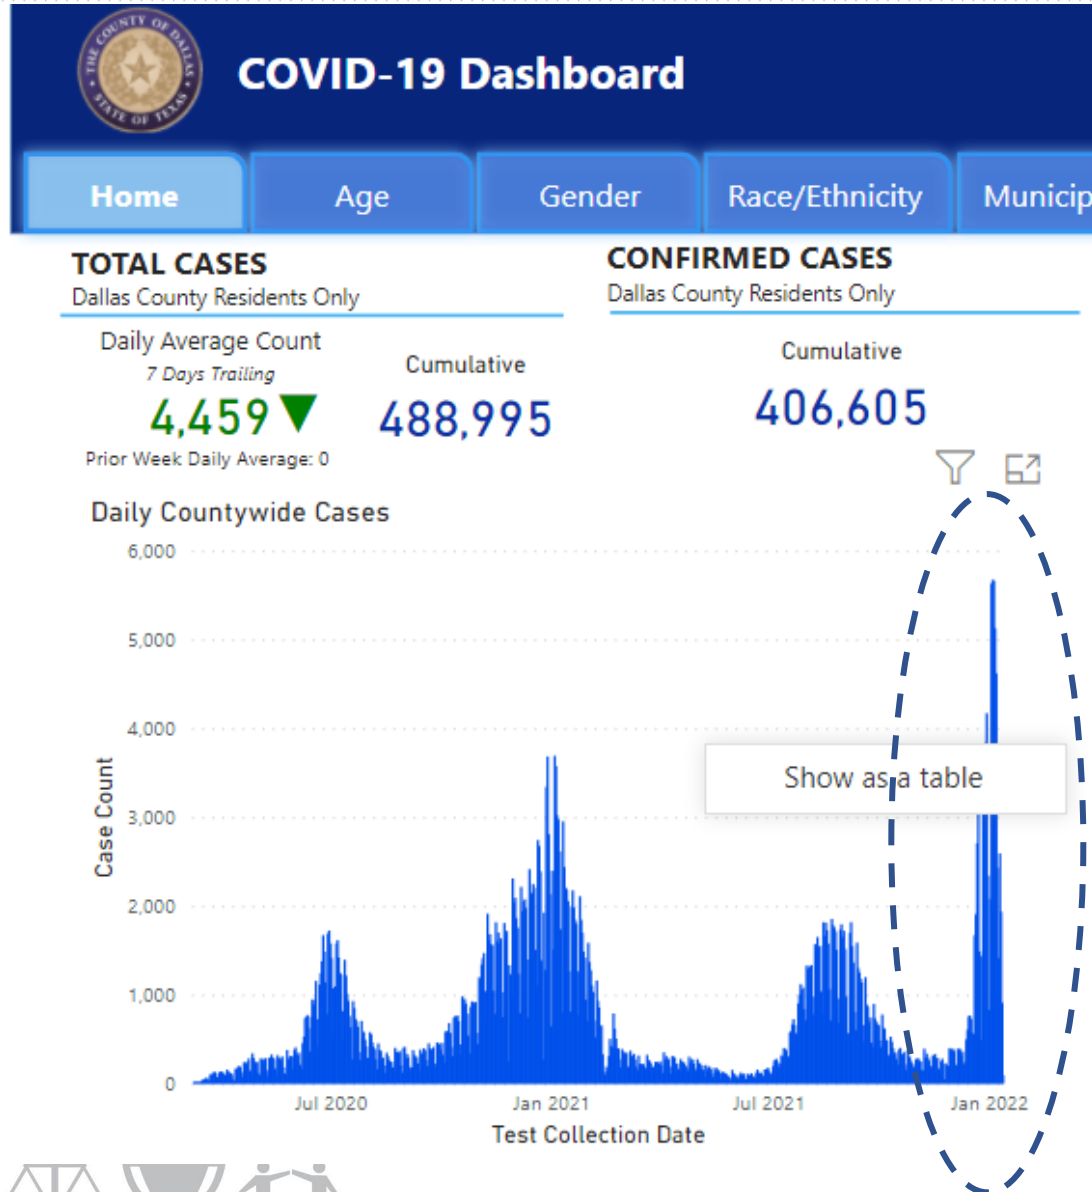 THE COUNTY OF DALLAS
STATE OF TEXAS
COVID-19 Dashboard
Home
Age
Gender
Race/Ethnicity
Municip
TOTAL CASES
Dallas County Residents Only
Daily Average Count
7 Days Trailing
4,459
Prior Week Daily Average: 0
Cumulative
488,995
CONFIRMED CASES
Dallas County Residents Only
Cumulative
406,605
Daily Countywide Cases
6,000
5,000
4,000
3,000
2,000
1,000
0
Case Count
Show as a table
Jul 2020
Jan 2021
Jul 2021
Jan 2022
Test Collection Date